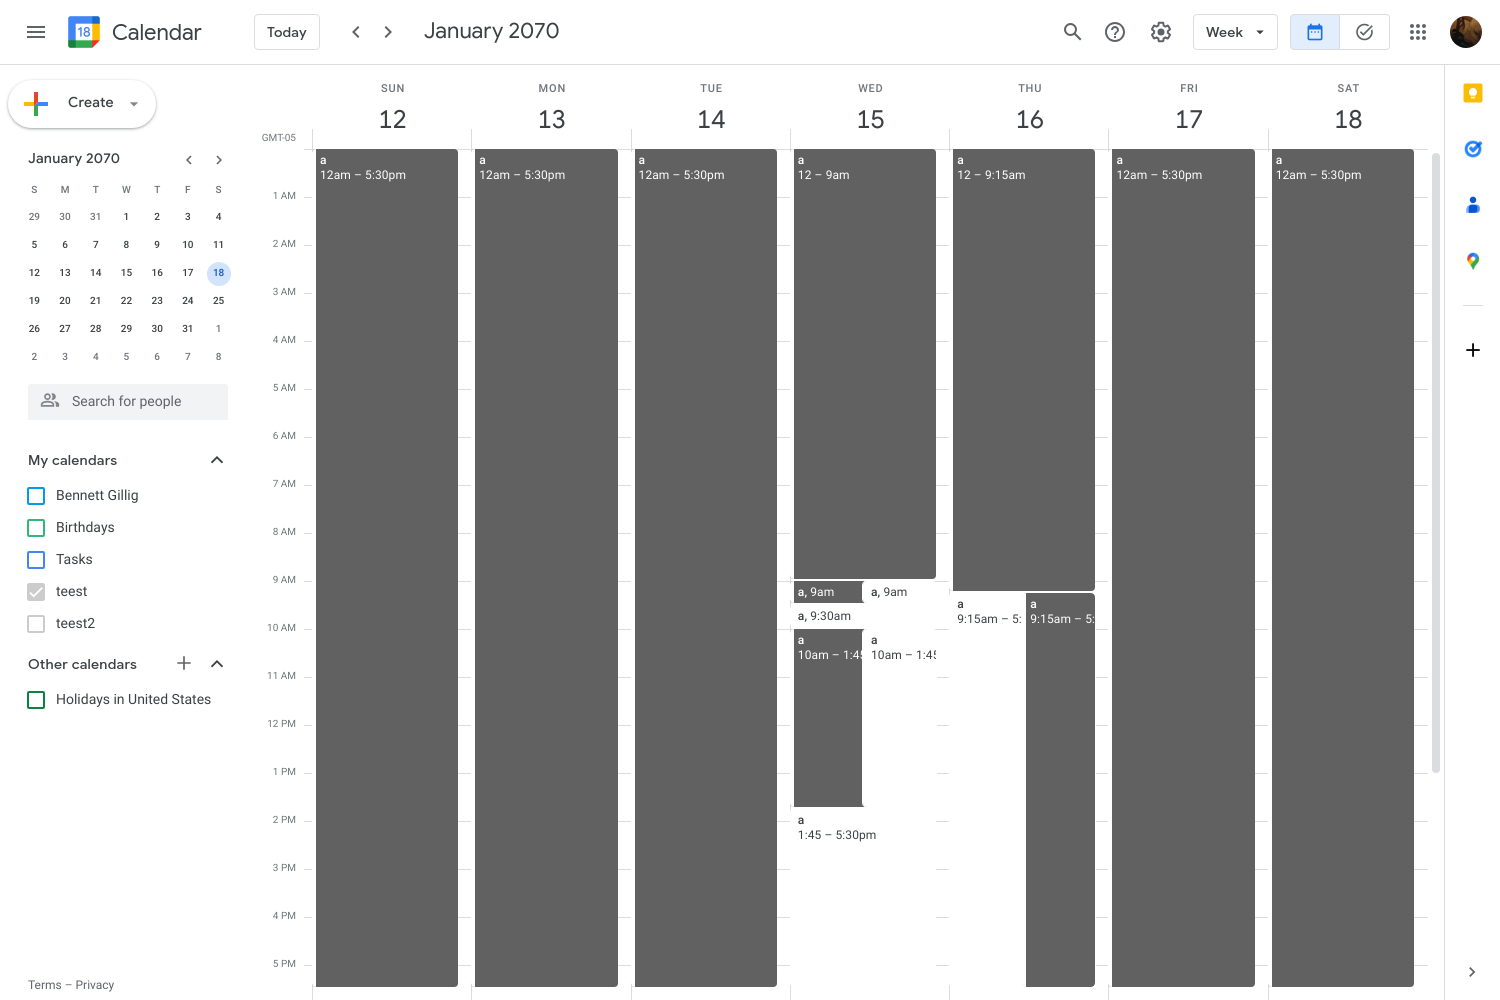 18 Calendar
Today
January 2070
Week
Create
January 2070
S M T W T F S
29 30 31 1 2 3 4
5 6 7 8 9 10 11
12 13 14 15 16 17 18
19 20 21 22 23 24 25
26 27 28 29 30 31 1
2 3 4 5 6 7 8
Search for people
My calendars
Bennett Gillig
Birthdays
Tasks
teest
teest2
Other calendars
Holidays in United States
Terms – Privacy
SUN MON TUE WED THU FRI SAT
12 13 14 15 16 17 18
GMT-05
1 AM
2 AM
3 AM
4 AM
5 AM
6 AM
7 AM
8 AM
9 AM
10 AM
11 AM
12 PM
1 PM
2 PM
3 PM
4 PM
5 PM
a
12am – 5:30pm
a
12am – 5:30pm
a
12am – 5:30pm
a
12 – 9am
a, 9am
a, 9am
a, 9:30am
a
10am – 1:45
a
10am – 1:45
a
1:45 – 5:30pm
a
12 – 9:15am
a
9:15am – 5:
a
9:15am – 5:
a
12am – 5:30pm
a
12am – 5:30pm